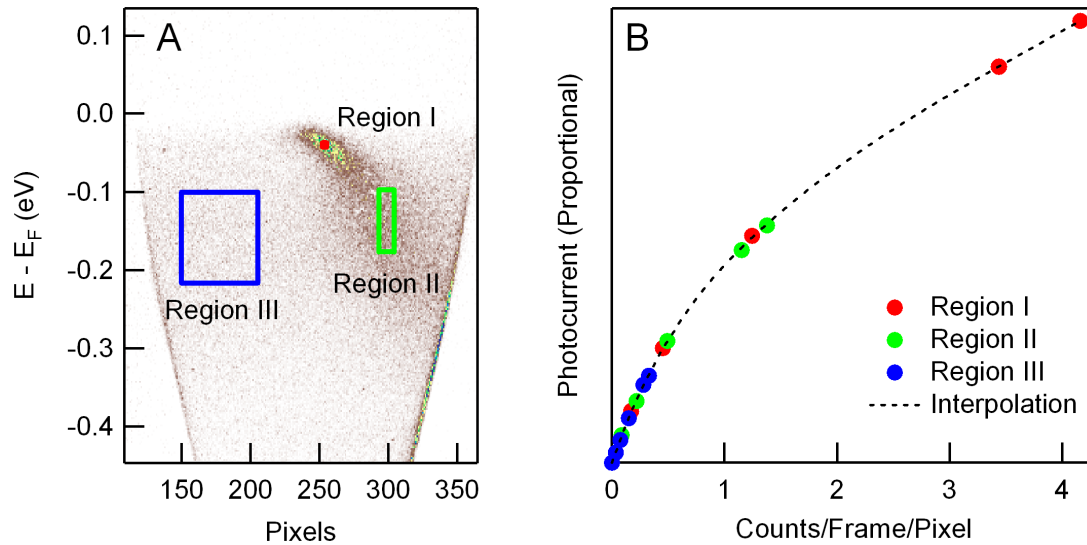 A
0.1
0.0
-0.1
-0.2
-0.3
-0.4
E - E_F (eV)
Region I
Region II
Region III
150
200
250
300
350
Pixels
B
Photocurrent (Proportional)
Region I
Region II
Region III
Interpolation
0
1
2
3
4
Counts/Frame/Pixel